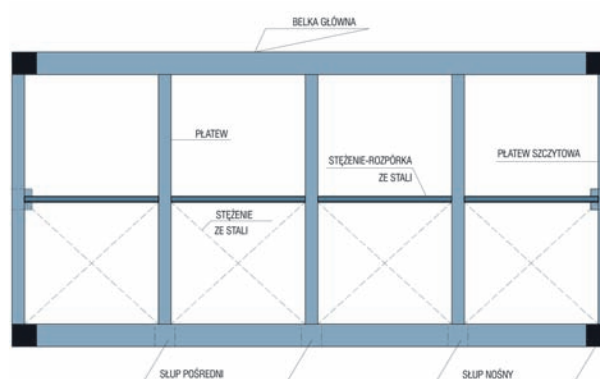 BELKA GŁÓWNA
PŁATEW
STĘŻENIE-ROZPÓRKA
ZE STALI
PŁATEW SZCZYTOWA
STĘŻENIE
ZE STALI
SŁUP POŚREDNI
SŁUP NOŚNY